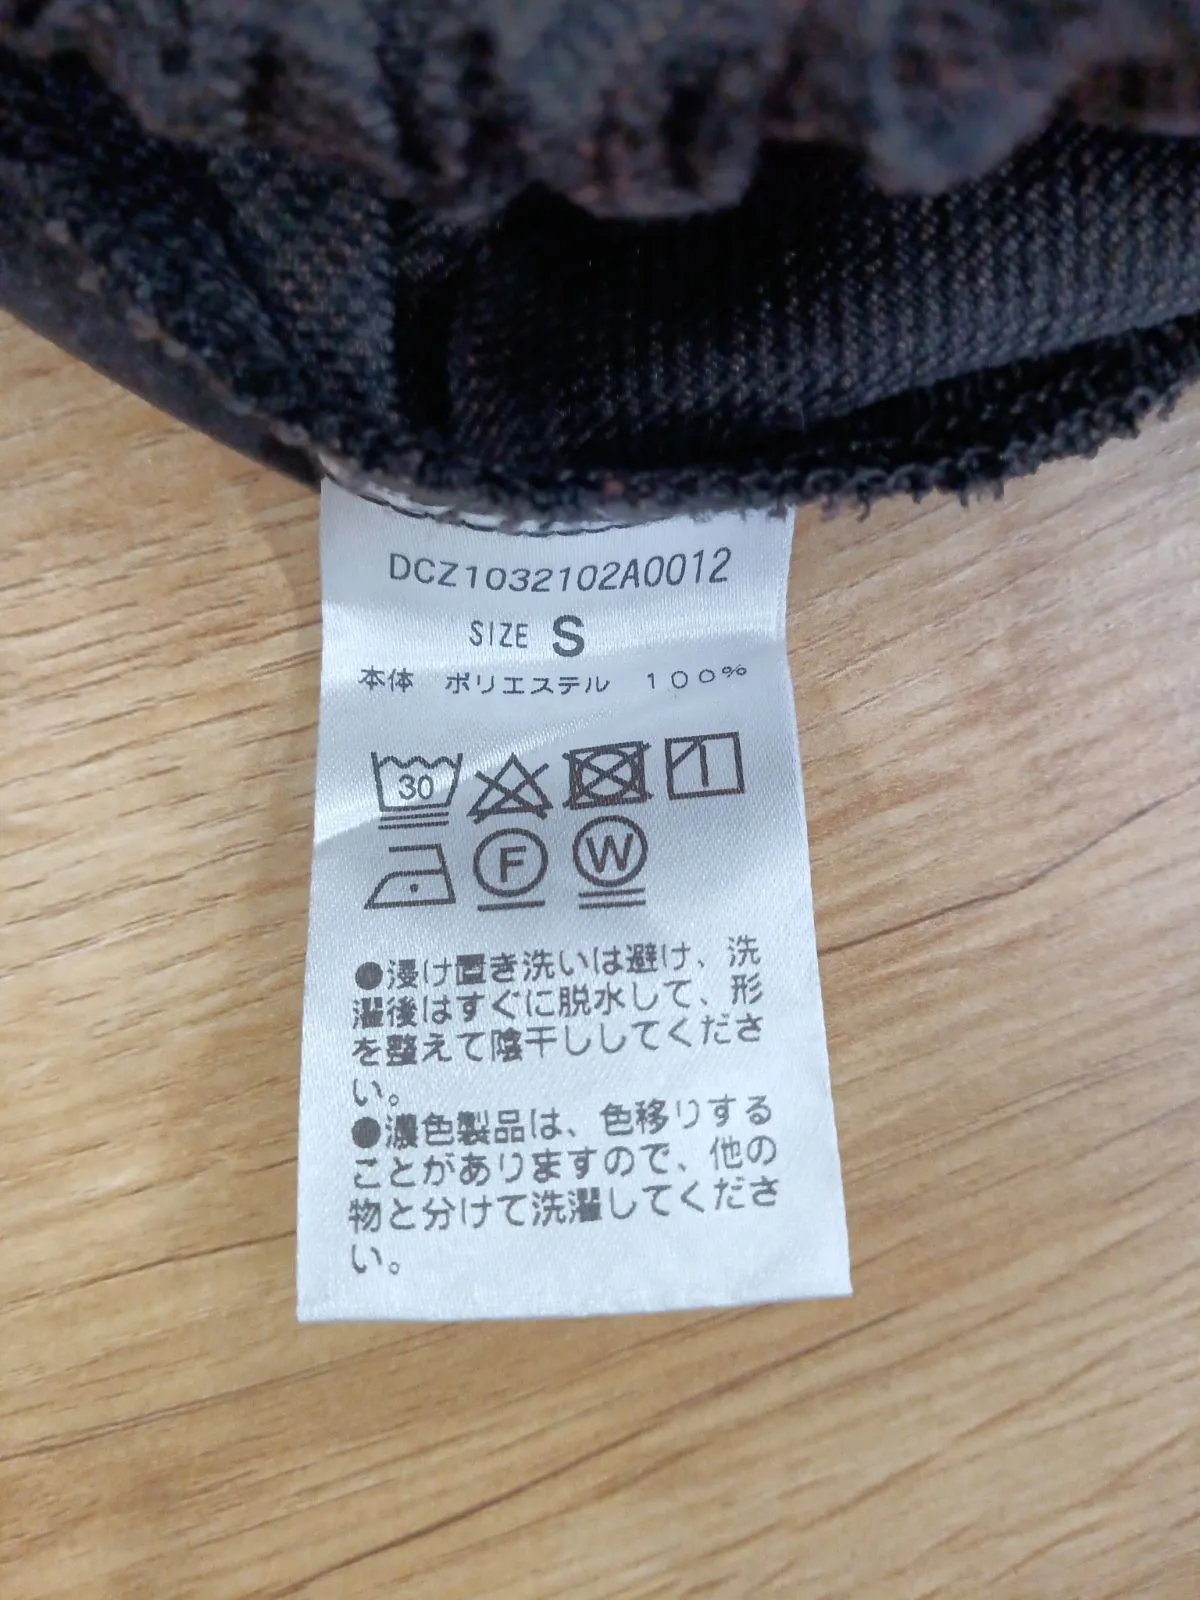 DCZ1032102A0012
SIZE S
本体 ポリエステル 100%
30
F W
●浸け置き洗いは避け、洗
濯後はすぐに脱水して、形
を整えて陰干ししてくださ
い。
●濃色製品は、色移りする
ことがありますので、他の
物と分けて洗濯してくださ
い。